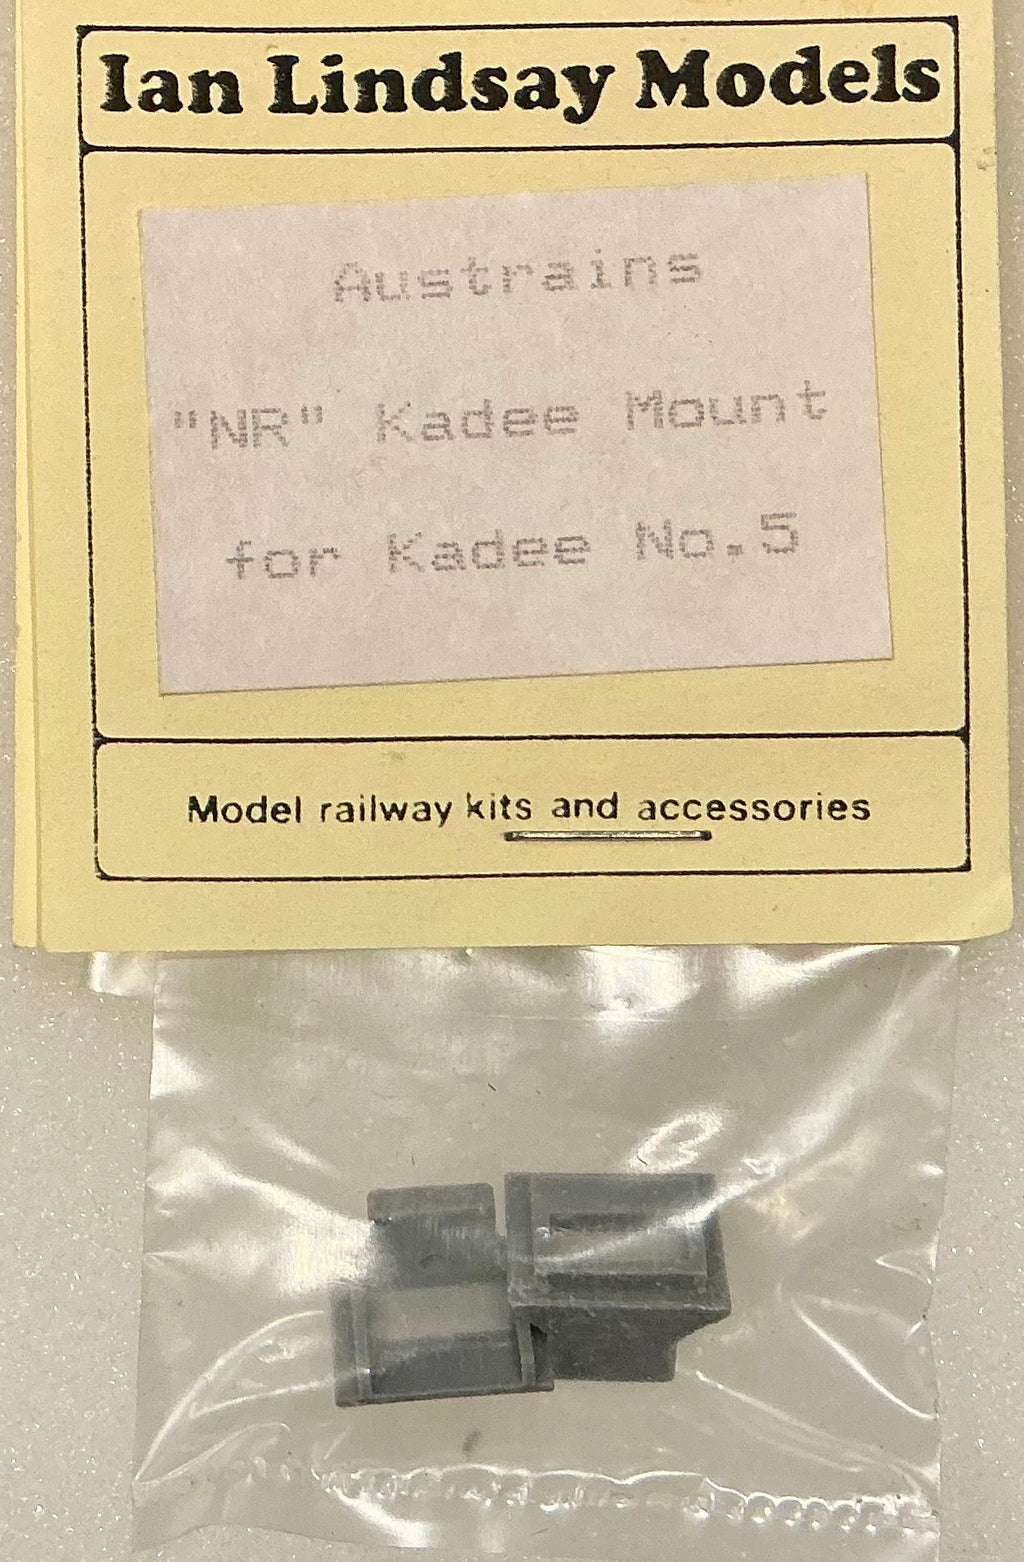 Ian Lindsay Models
Austrains
"NR" Kadee Mount
for Kadee No.5
Model railway kits and accessories